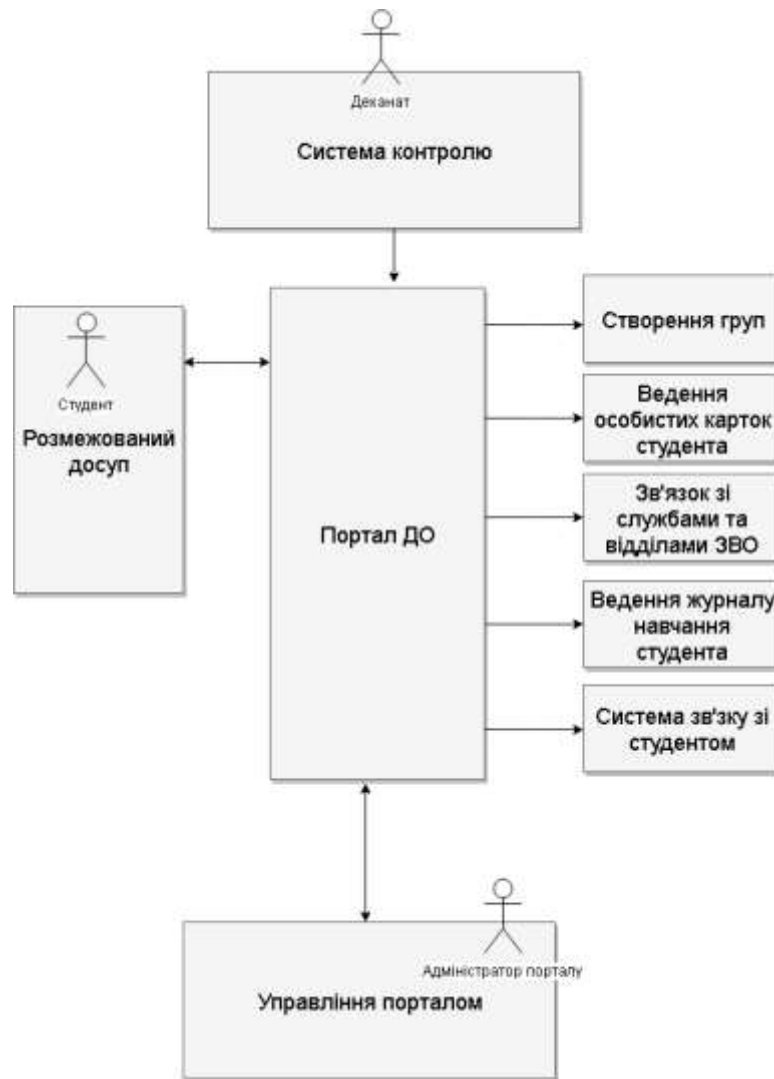 Деканат
Система контролю
Створення груп
Студент
Розмежований
досуп
Ведення
особистих карток
студента
Портал ДО
Зв'язок зі
службами та
відділами ЗВО
Ведення журналу
навчання
студента
Система зв'зку зі
студентом
Адміністратор порталу
Управління порталом